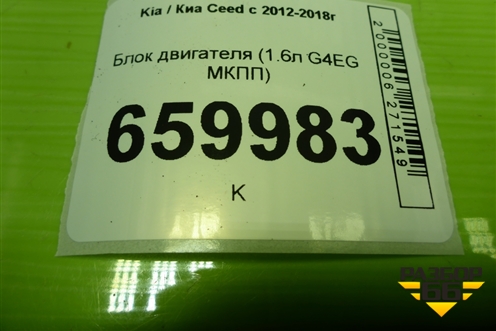 Kia / Киа Ceed с 2012-2018г
Блок двигателя (1.6л G4EG
МКПП)
659983
К
2000006271549
РАЗБОР
66